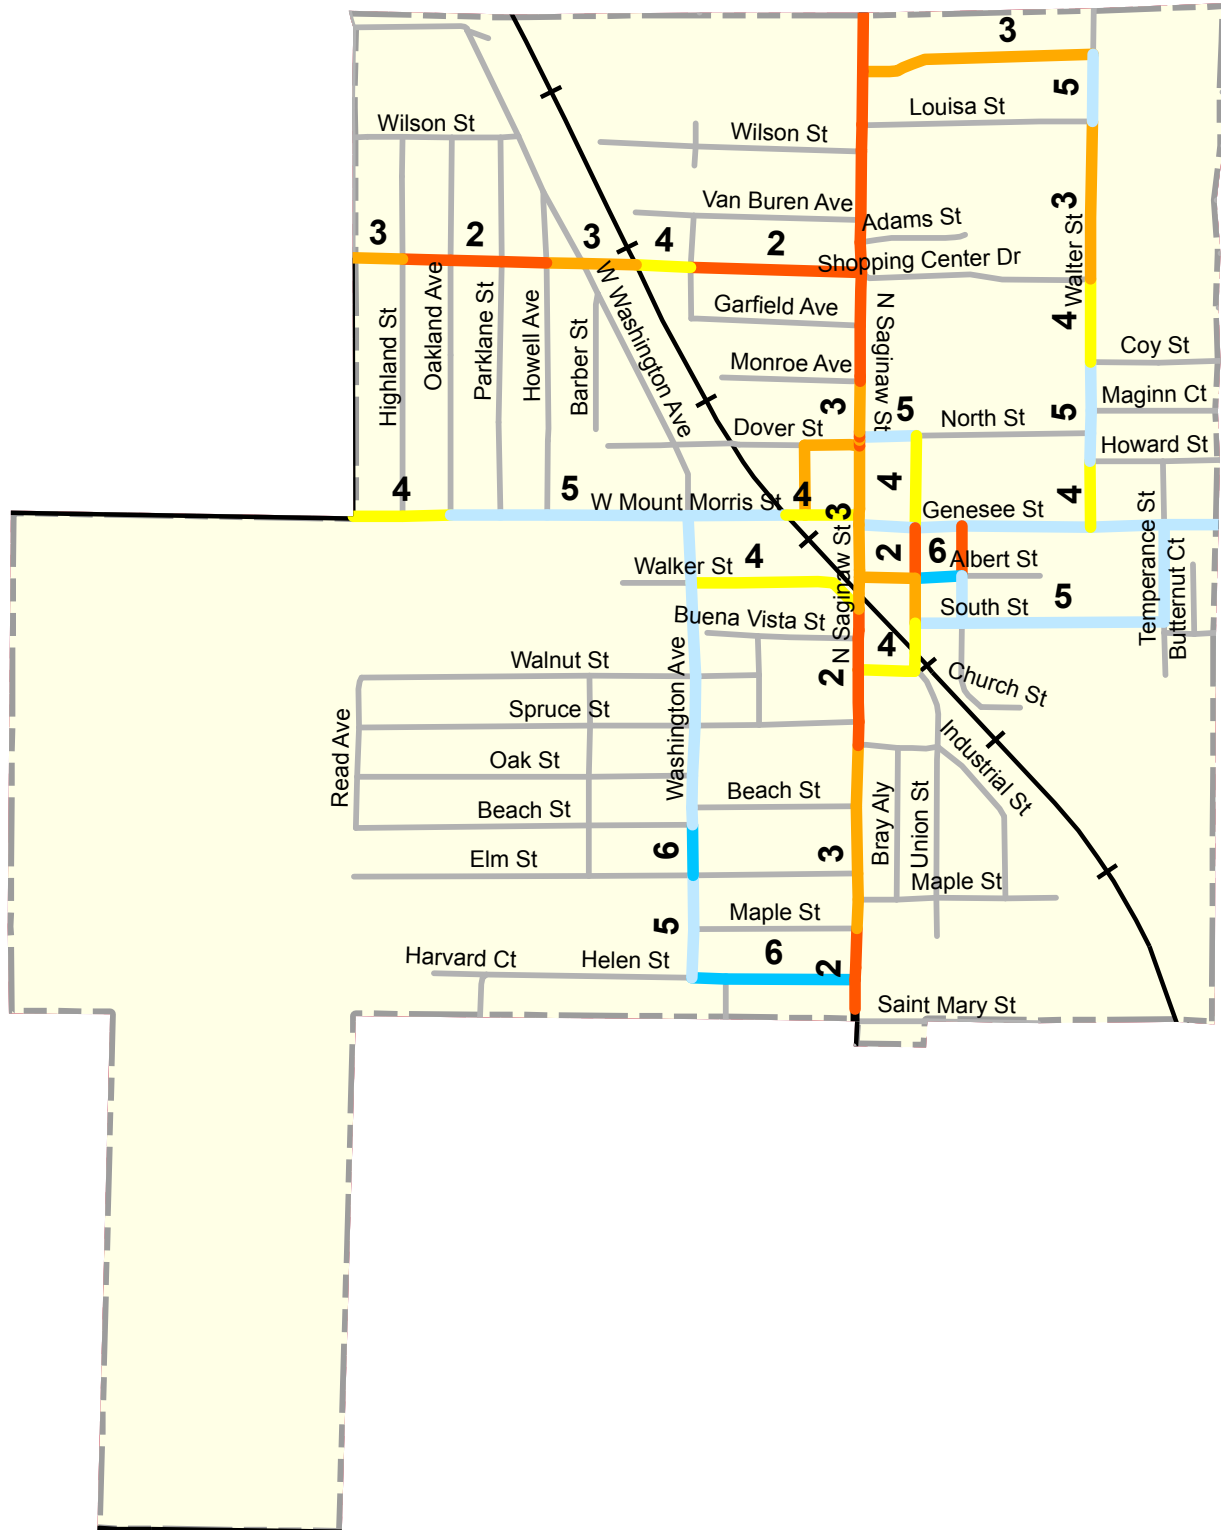 3
5
Louisa St
Wilson St
Wilson St
Van Buren Ave
3
Walter St
Adams St
3
2
3
4
2
Shopping Center Dr
W Washington Ave
Garfield Ave
N Saginaw St
4
Highland St
Oakland Ave
Parklane St
Howell Ave
Barber St
Coy St
Monroe Ave
Maginn Ct
3
5
5
North St
Dover St
Howard St
4
5
4
4
4
W Mount Morris St
3
Genesee St
Temperance St
2
6
Albert St
Walker St
4
N Saginaw St
Butternut Ct
5
South St
Buena Vista St
4
Walnut St
2
Church St
Spruce St
Read Ave
Washington Ave
Industrial St
Oak St
Beach St
Beach St
Bray Aly
Union St
6
3
Elm St
Maple St
Maple St
5
6
2
Harvard Ct
Helen St
Saint Mary St